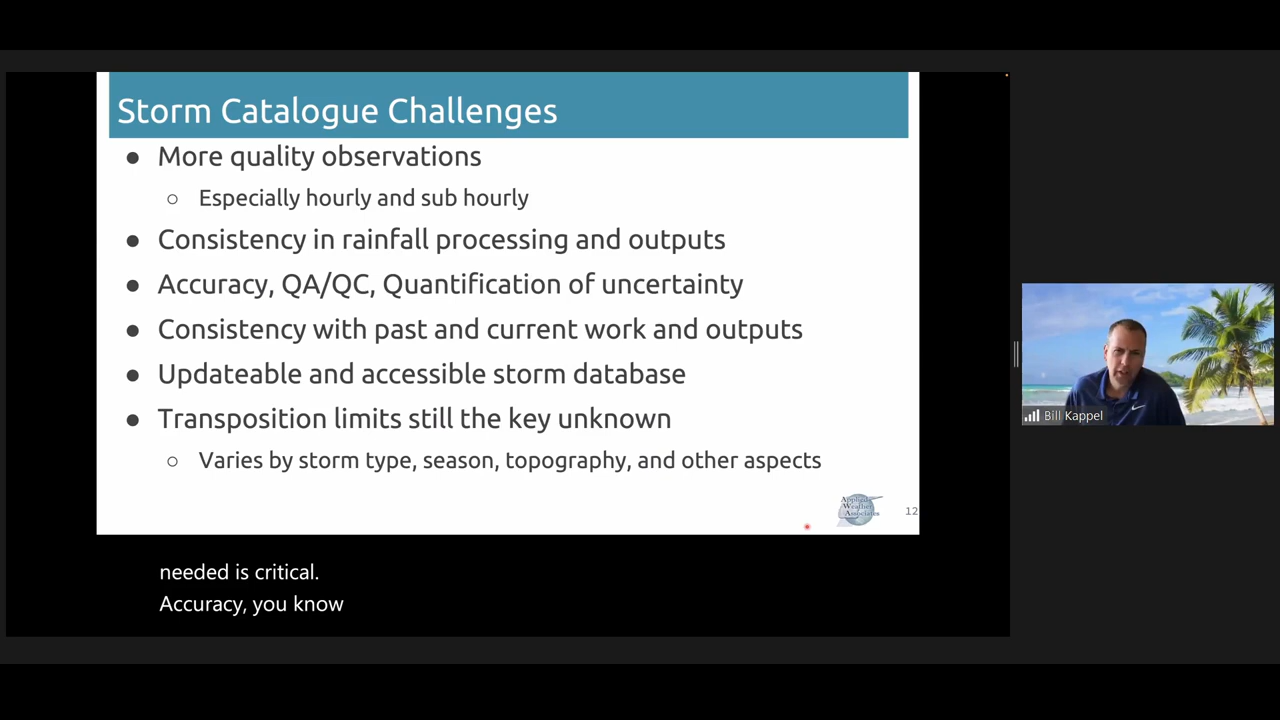 Storm Catalogue Challenges
● More quality observations
○ Especially hourly and sub hourly
● Consistency in rainfall processing and outputs
● Accuracy, QA/QC, Quantification of uncertainty
● Consistency with past and current work and outputs
● Updateable and accessible storm database
● Transposition limits still the key unknown
○ Varies by storm type, season, topography, and other aspects
Applied
Weather
Associates
12
needed is critical.
Accuracy, you know
Bill Kappel